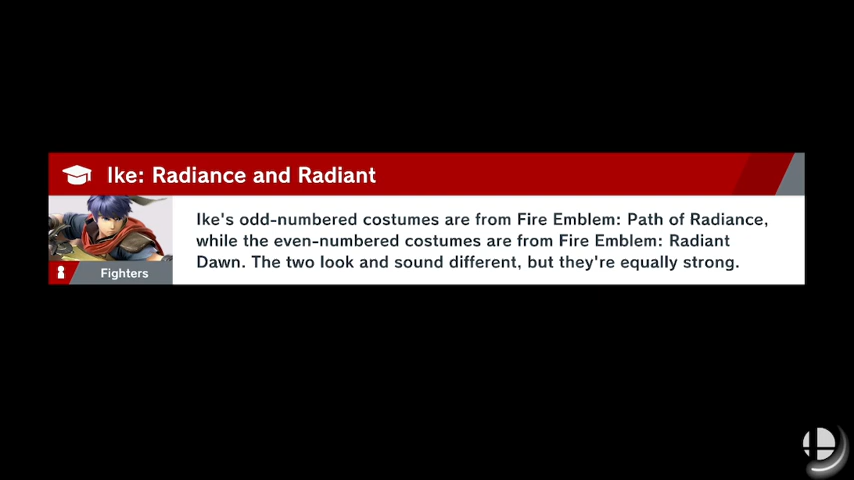 Ike: Radiance and Radiant
Ike's odd-numbered costumes are from Fire Emblem: Path of Radiance,
while the even-numbered costumes are from Fire Emblem: Radiant
Dawn. The two look and sound different, but they're equally strong.
Fighters